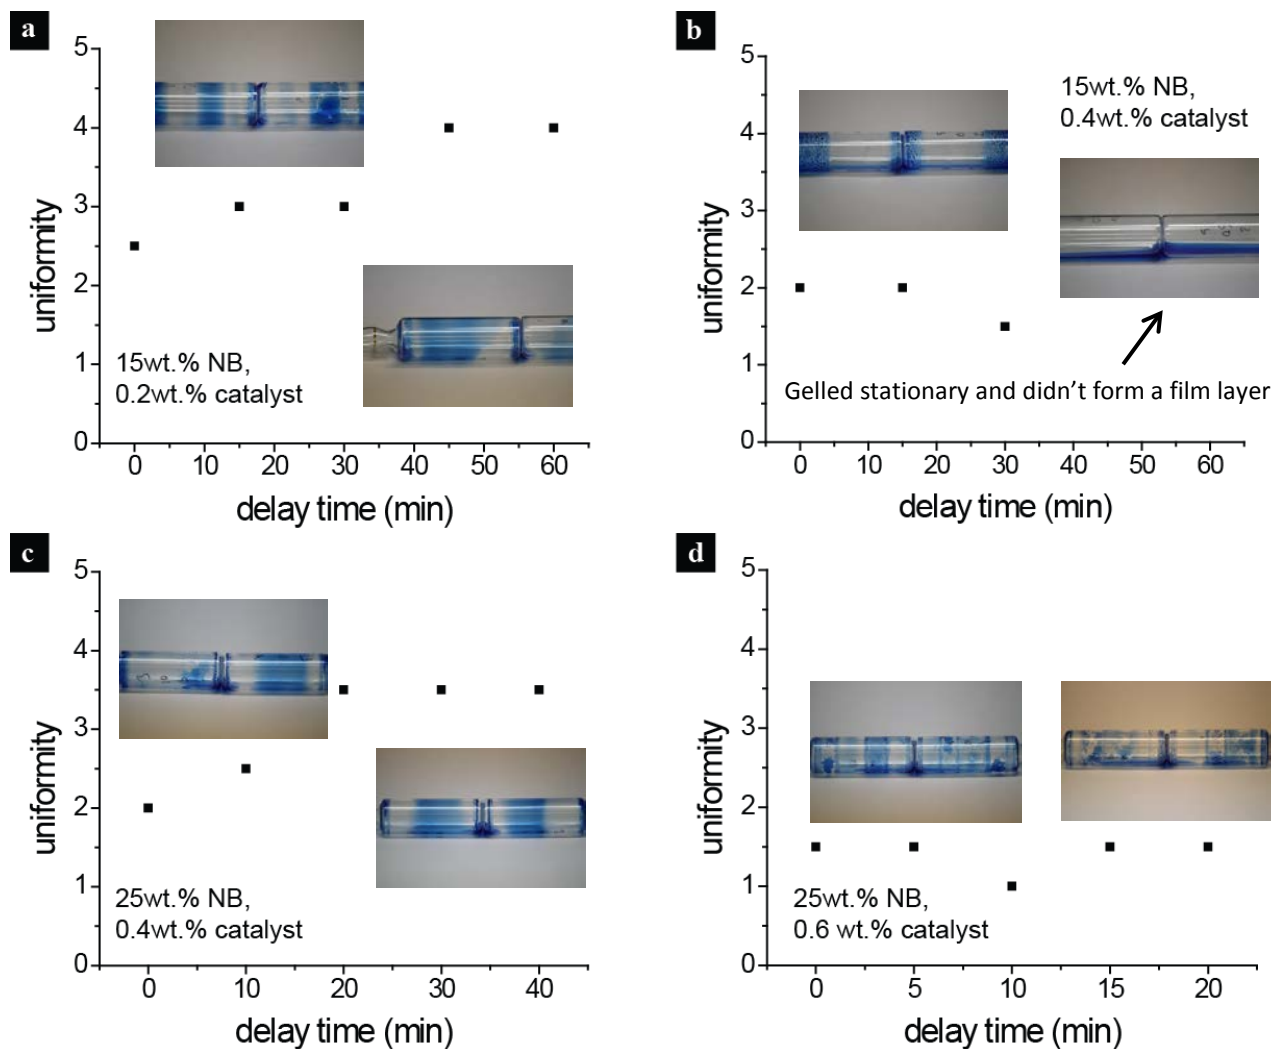 a
5
4
3
2
1
0
uniformity
15wt.% NB,
0.2wt.% catalyst
0 10 20 30 40 50 60
delay time (min)
b
5
4
3
2
1
0
uniformity
15wt.% NB,
0.4wt.% catalyst
Gelled stationary and didn’t form a film layer
0 10 20 30 40 50 60
delay time (min)
c
5
4
3
2
1
0
uniformity
25wt.% NB,
0.4wt.% catalyst
0 10 20 30 40
delay time (min)
d
5
4
3
2
1
0
uniformity
25wt.% NB,
0.6 wt.% catalyst
0 5 10 15 20
delay time (min)